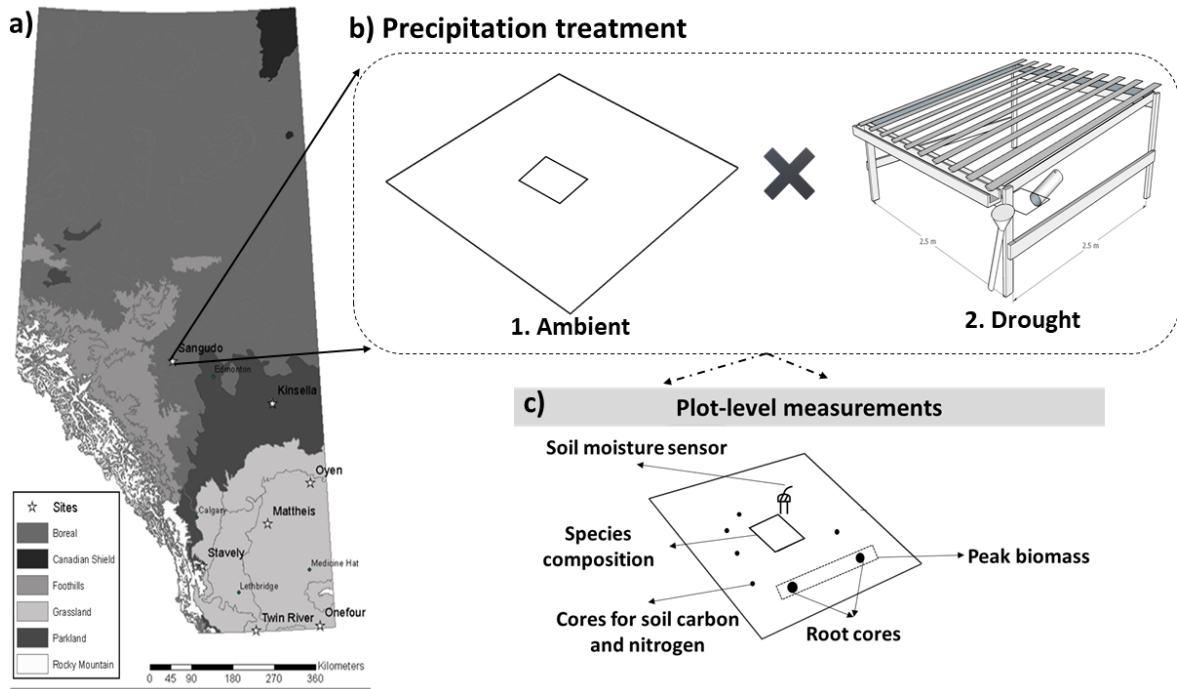 a)
Sangudo
Edmonton
Kinsella
Oyen
Calgary
Mattheis
Stavely
Medicine Hat
Lethbridge
Twin River
Onefour
Sites
Boreal
Canadian Shield
Foothills
Grassland
Parkland
Rocky Mountain
Kilometers
0 45 90 180 270 360
b) Precipitation treatment
2.5 m
2.5 m
1. Ambient
2. Drought
c)
Plot-level measurements
Soil moisture sensor
Species
composition
Peak biomass
Cores for soil carbon
and nitrogen
Root cores